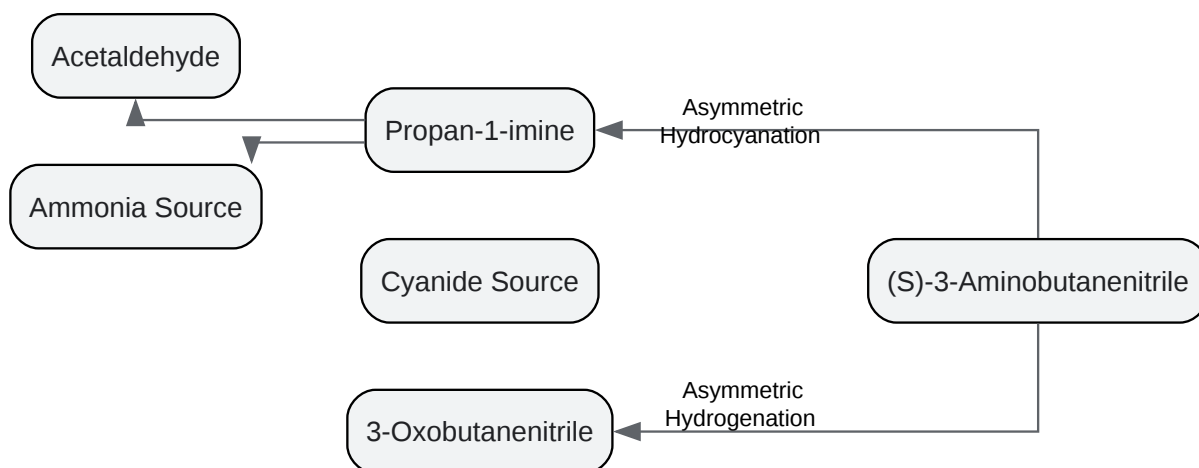 Acetaldehyde
Propan-1-imine
Asymmetric
Hydrocyanation
Ammonia Source
Cyanide Source
(S)-3-Aminobutanenitrile
3-Oxobutanenitrile
Asymmetric
Hydrogenation